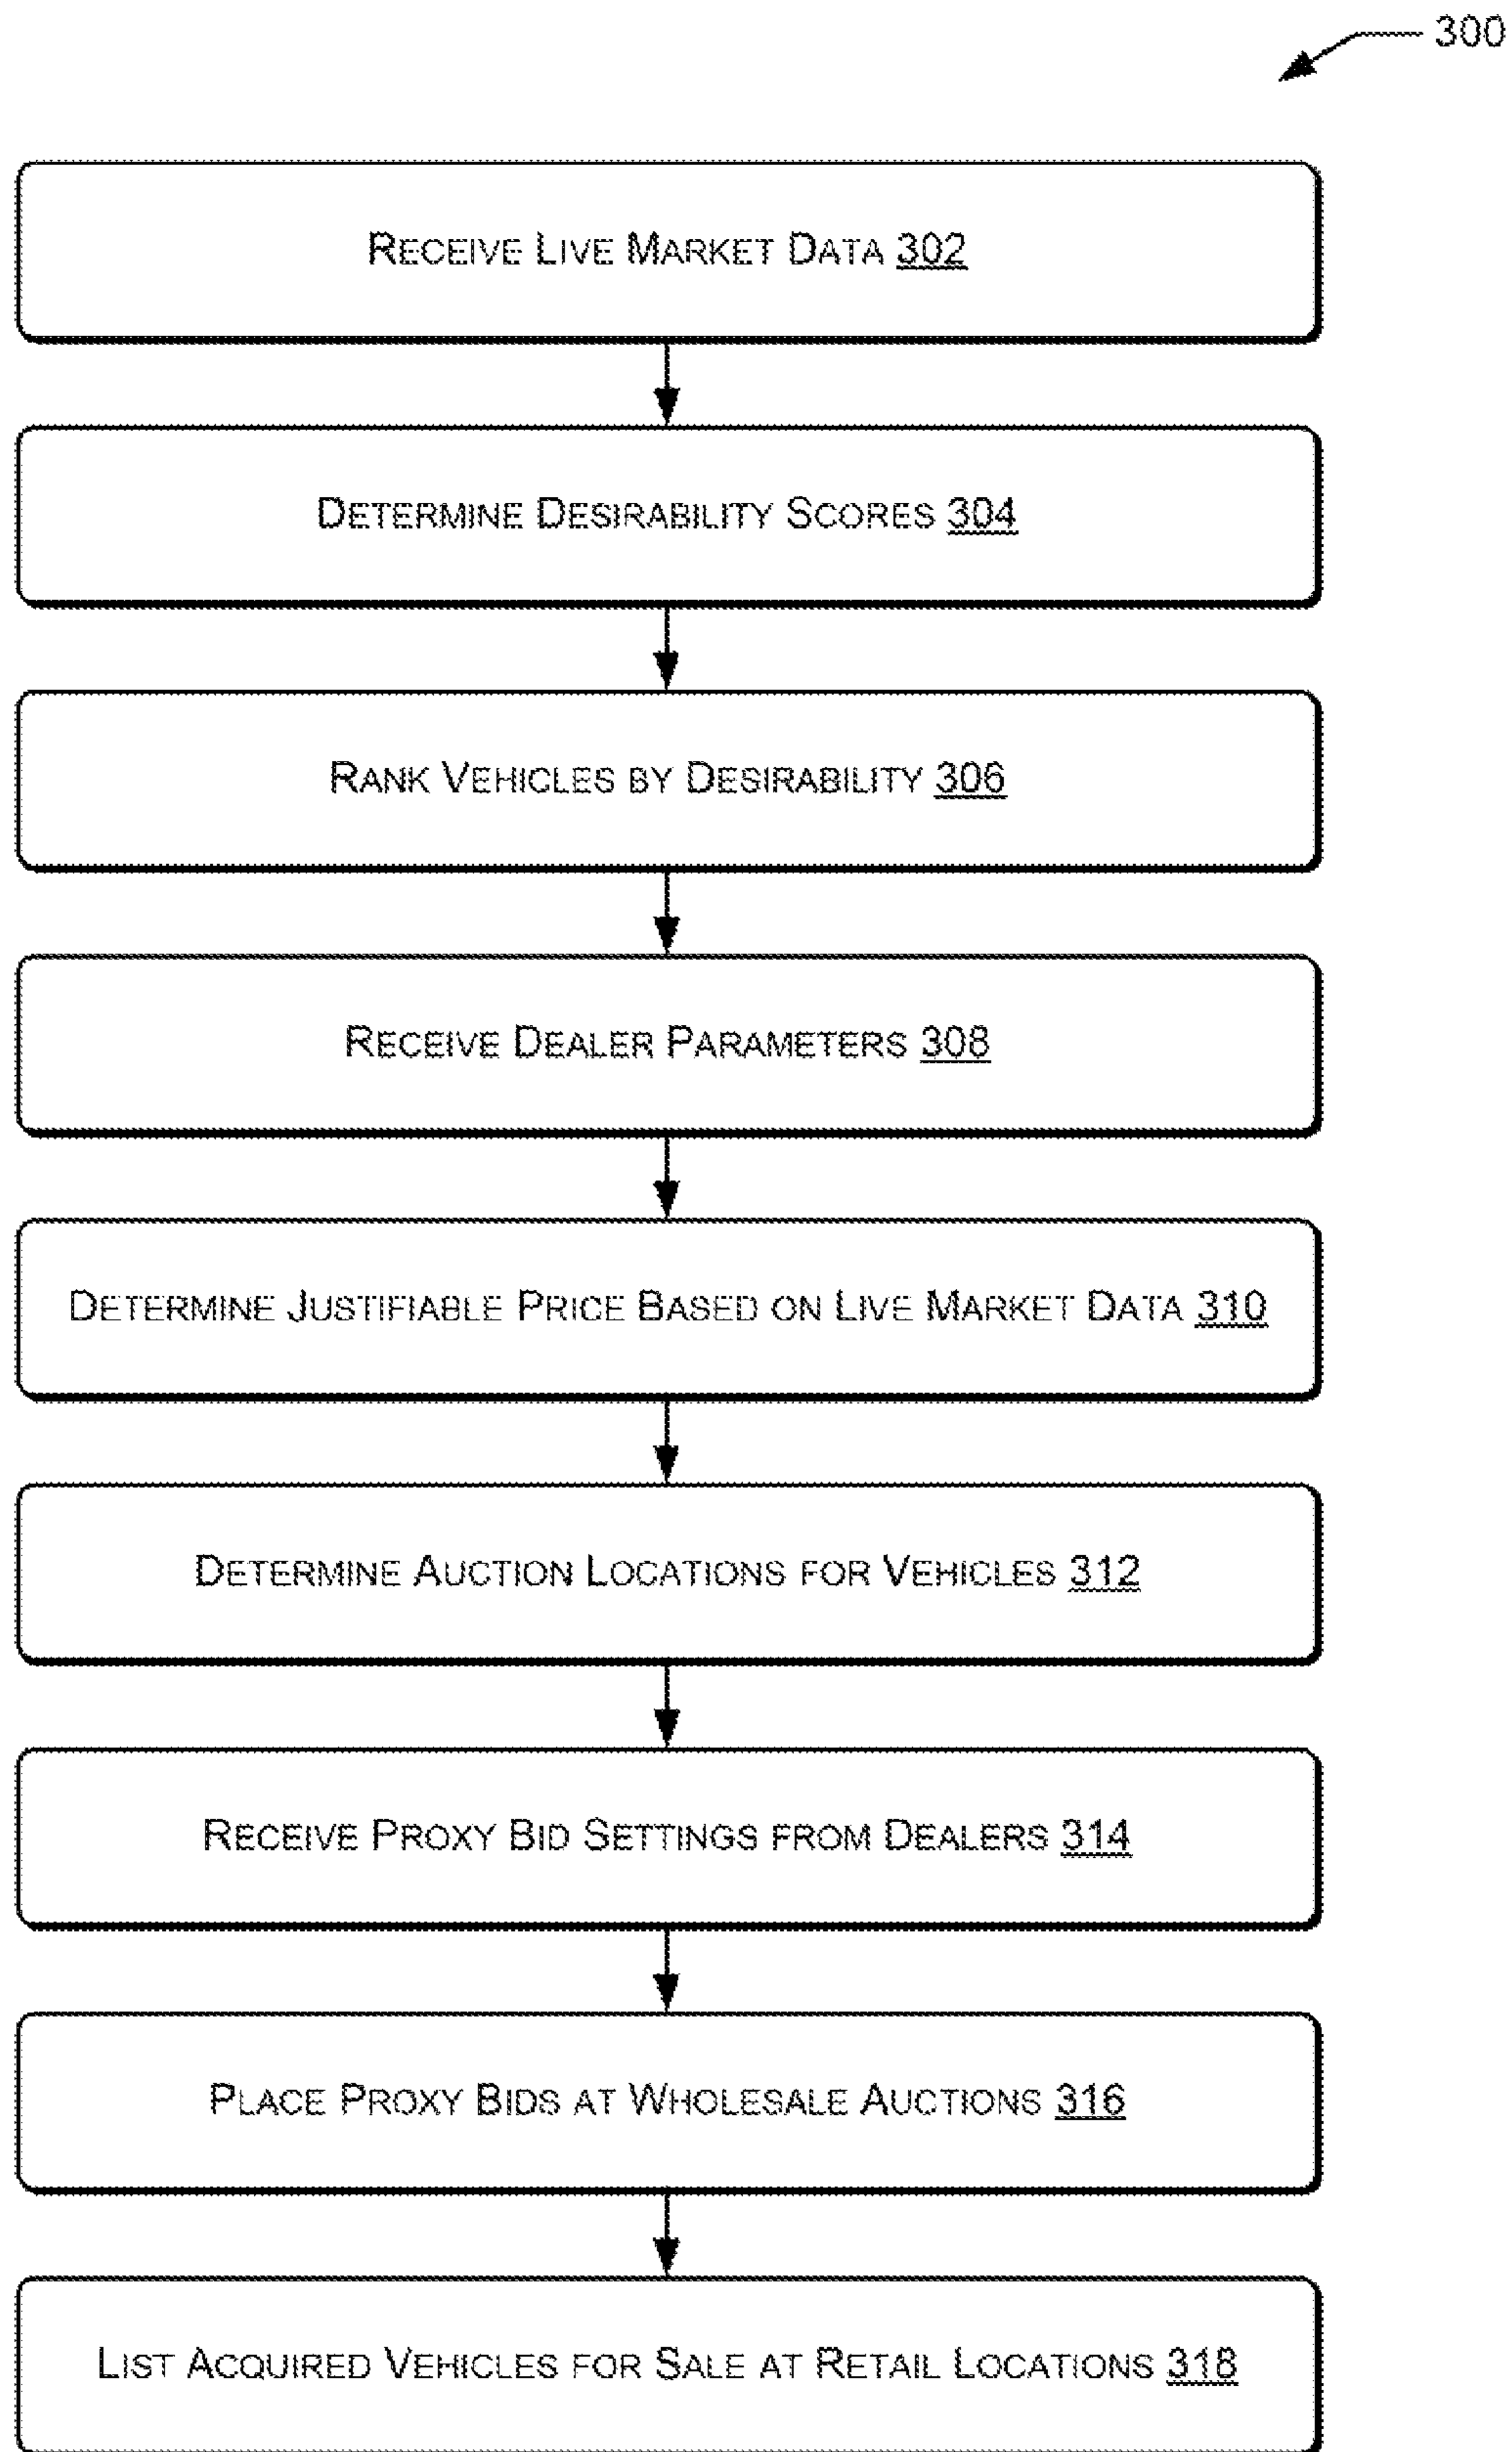 300
RECEIVE LIVE MARKET DATA 302
DETERMINE DESIRABILITY SCORES 304
RANK VEHICLES BY DESIRABILITY 306
RECEIVE DEALER PARAMETERS 308
DETERMINE JUSTIFIABLE PRICE BASED ON LIVE MARKET DATA 310
DETERMINE AUCTION LOCATIONS FOR VEHICLES 312
RECEIVE PROXY BID SETTINGS FROM DEALERS 314
PLACE PROXY BIDS AT WHOLESALE AUCTIONS 316
LIST ACQUIRED VEHICLES FOR SALE AT RETAIL LOCATIONS 318